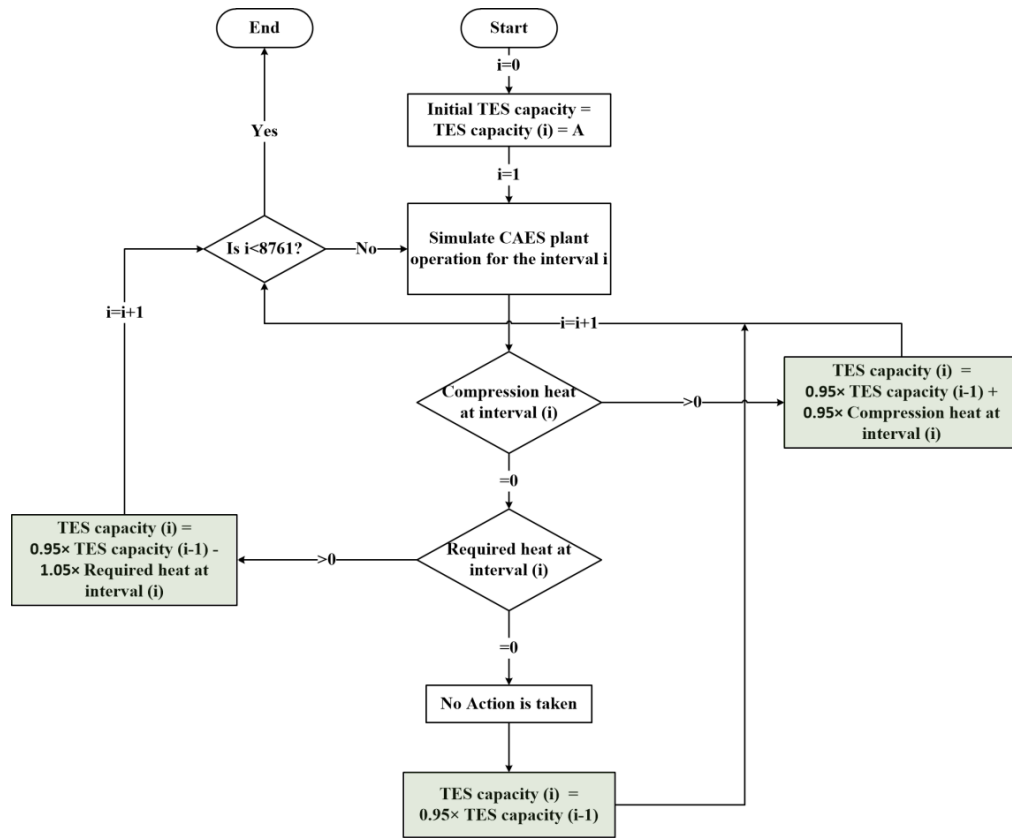 End
Start
i=0
Initial TES capacity =
TES capacity (i) = A
Yes
i=1
Simulate CAES plant
operation for the interval i
Is i<8761?
No
i=i+1
i=i+1
Compression heat
at interval (i)
>0
TES capacity (i) =
0.95× TES capacity (i-1) +
0.95× Compression heat at
interval (i)
=0
TES capacity (i) =
0.95× TES capacity (i-1) -
1.05× Required heat at
interval (i)
>0
Required heat at
interval (i)
=0
No Action is taken
TES capacity (i) =
0.95× TES capacity (i-1)